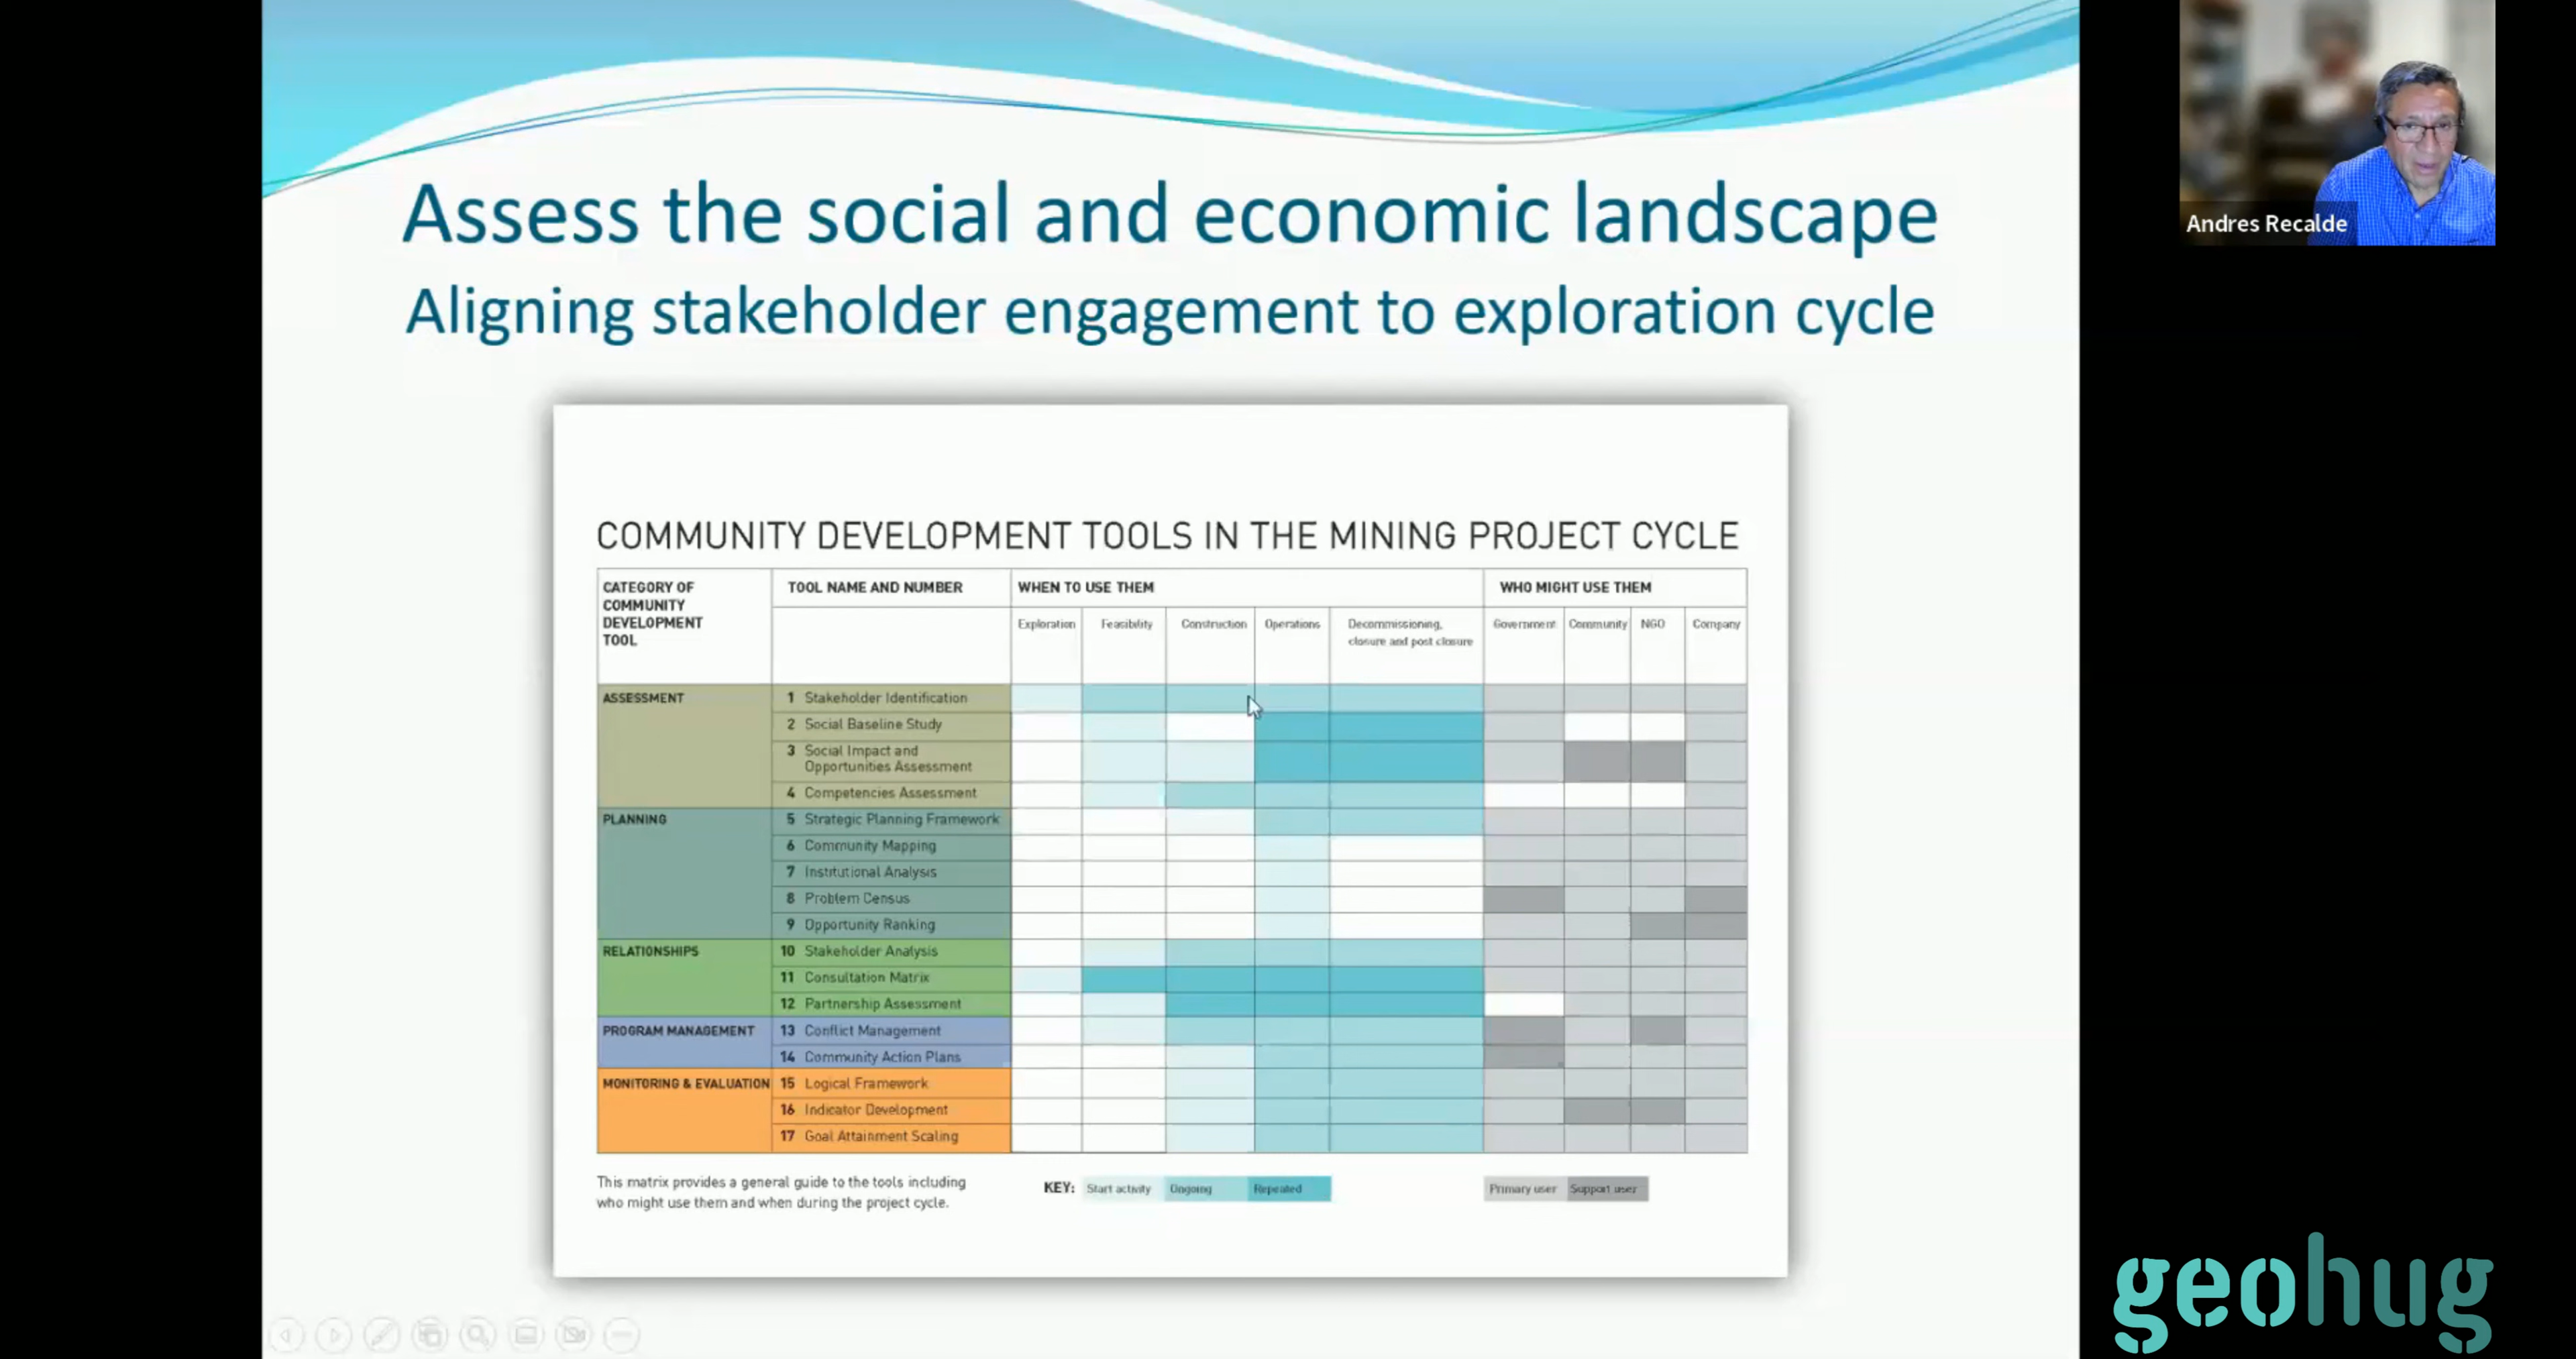 Assess the social and economic landscape
Aligning stakeholder engagement to exploration cycle
Andres Recalde
COMMUNITY DEVELOPMENT TOOLS IN THE MINING PROJECT CYCLE
CATEGORY OF
COMMUNITY
DEVELOPMENT
TOOL
TOOL NAME AND NUMBER
WHEN TO USE THEM
WHO MIGHT USE THEM
Exploration
Feasibility
Construction
Operations
Decommissioning,
closure and post closure
Government
Community
NGO
Company
ASSESSMENT
1 Stakeholder Identification
2 Social Baseline Study
3 Social Impact and
Opportunities Assessment
4 Competencies Assessment
PLANNING
5 Strategic Planning Framework
6 Community Mapping
7 Institutional Analysis
8 Problem Census
9 Opportunity Ranking
RELATIONSHIPS
10 Stakeholder Analysis
11 Consultation Matrix
12 Partnership Assessment
PROGRAM MANAGEMENT
13 Conflict Management
14 Community Action Plans
MONITORING & EVALUATION
15 Logical Framework
16 Indicator Development
17 Goal Attainment Scaling
This matrix provides a general guide to the tools including
who might use them and when during the project cycle.
KEY: Start activity Ongoing Repeated
Primary user Support user
geohug